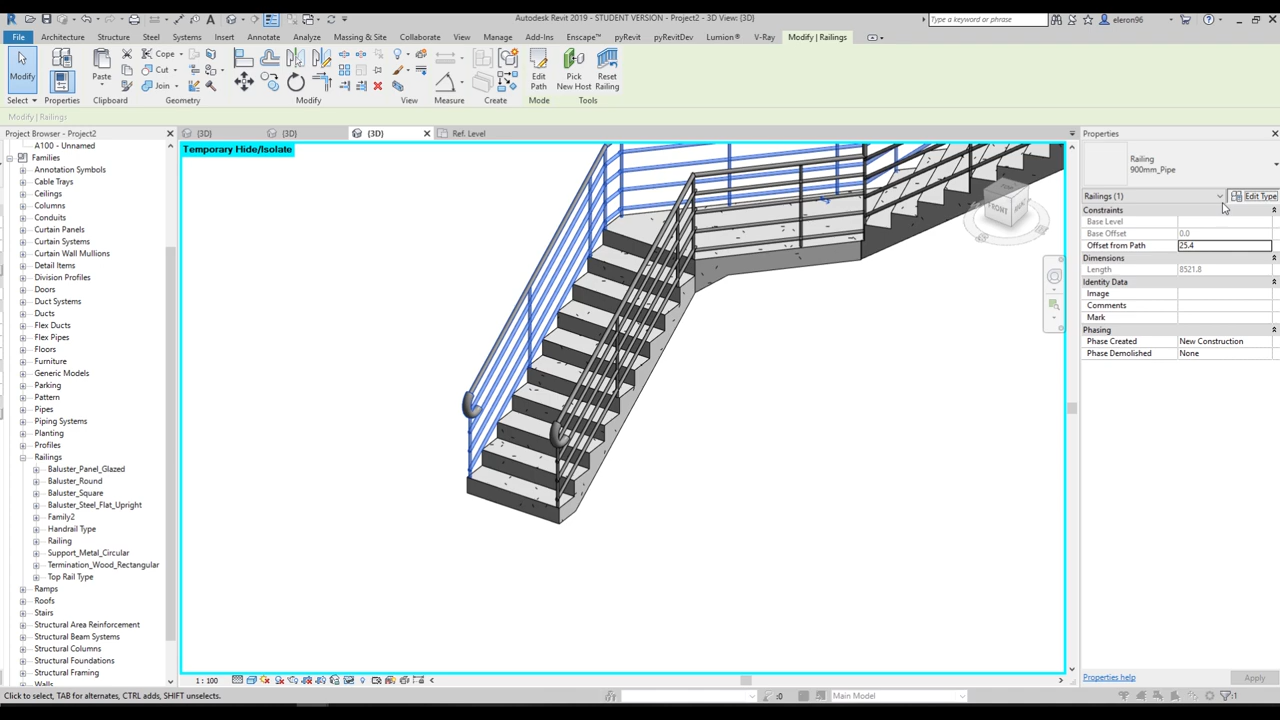 Autodesk Revit 2019 - STUDENT VERSION - Project2 - 3D View: {3D}
Type a keyword or phrase
eleron96
File Architecture Structure Steel Systems Insert Annotate Analyze Massing & Site Collaborate View Manage Add-Ins Enscape™ pyRevit pyRevitDev Lumion® V-Ray Modify | Railings
Cope
Cut
Join
Modify
Properties
Paste
Edit Path
Pick New Host
Reset Railing
Select
Properties
Clipboard
Geometry
Modify
View
Measure
Create
Mode
Tools
Modify | Railings
Project Browser - Project2
{3D}
{3D}
{3D}
Ref. Level
Properties
Temporary Hide/Isolate
A100 - Unnamed
Families
Annotation Symbols
Cable Trays
Ceilings
Columns
Conduits
Curtain Panels
Curtain Systems
Curtain Wall Mullions
Detail Items
Division Profiles
Doors
Duct Systems
Ducts
Flex Ducts
Flex Pipes
Floors
Furniture
Generic Models
Parking
Pattern
Pipes
Piping Systems
Planting
Profiles
Railings
Baluster_Panel_Glazed
Baluster_Round
Baluster_Square
Baluster_Steel_Flat_Upright
Family2
Handrail Type
Railing
Support_Metal_Circular
Termination_Wood_Rectangular
Top Rail Type
Ramps
Roofs
Stairs
Structural Area Reinforcement
Structural Beam Systems
Structural Columns
Structural Foundations
Structural Framing
Walls
FRONT
Railing
900mm_Pipe
Railings (1)
Edit Type
Constraints
Base Level
Base Offset 0.0
Offset from Path 25.4
Dimensions
Length 8521.8
Identity Data
Image
Comments
Mark
Phasing
Phase Created New Construction
Phase Demolished None
Properties help
Apply
1 : 100
Click to select, TAB for alternates, CTRL adds, SHIFT unselects.
:0
Main Model
:1